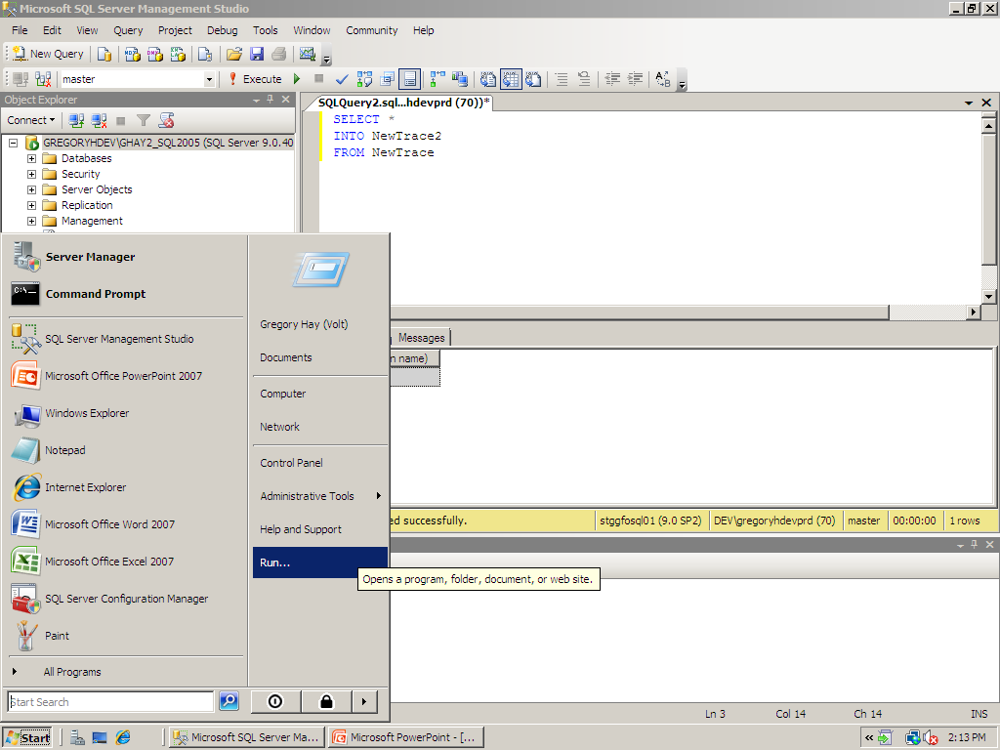 Microsoft SQL Server Management Studio
File Edit View Query Project Debug Tools Window Community Help
New Query
master Execute
Object Explorer
SQLQuery2.sql...hdevprd (70))*
Connect
SELECT *
INTO NewTrace2
FROM NewTrace
GREGORYHDEV\GHAY2_SQL2005 (SQL Server 9.0.40
Databases
Security
Server Objects
Replication
Management
Server Manager
Command Prompt
SQL Server Management Studio
Microsoft Office PowerPoint 2007
Windows Explorer
Notepad
Internet Explorer
Microsoft Office Word 2007
Microsoft Office Excel 2007
SQL Server Configuration Manager
Paint
All Programs
Start Search
Gregory Hay (Volt)
Documents
Computer
Network
Control Panel
Administrative Tools
Help and Support
Run...
Opens a program, folder, document, or web site.
Messages
n name)
ed successfully. stggfosql01 (9.0 SP2) DEV\gregoryhdevprd (70) master 00:00:00 1 rows
Ln 3 Col 14 Ch 14 INS
Start Microsoft SQL Server Ma... Microsoft PowerPoint - [... 2:13 PM